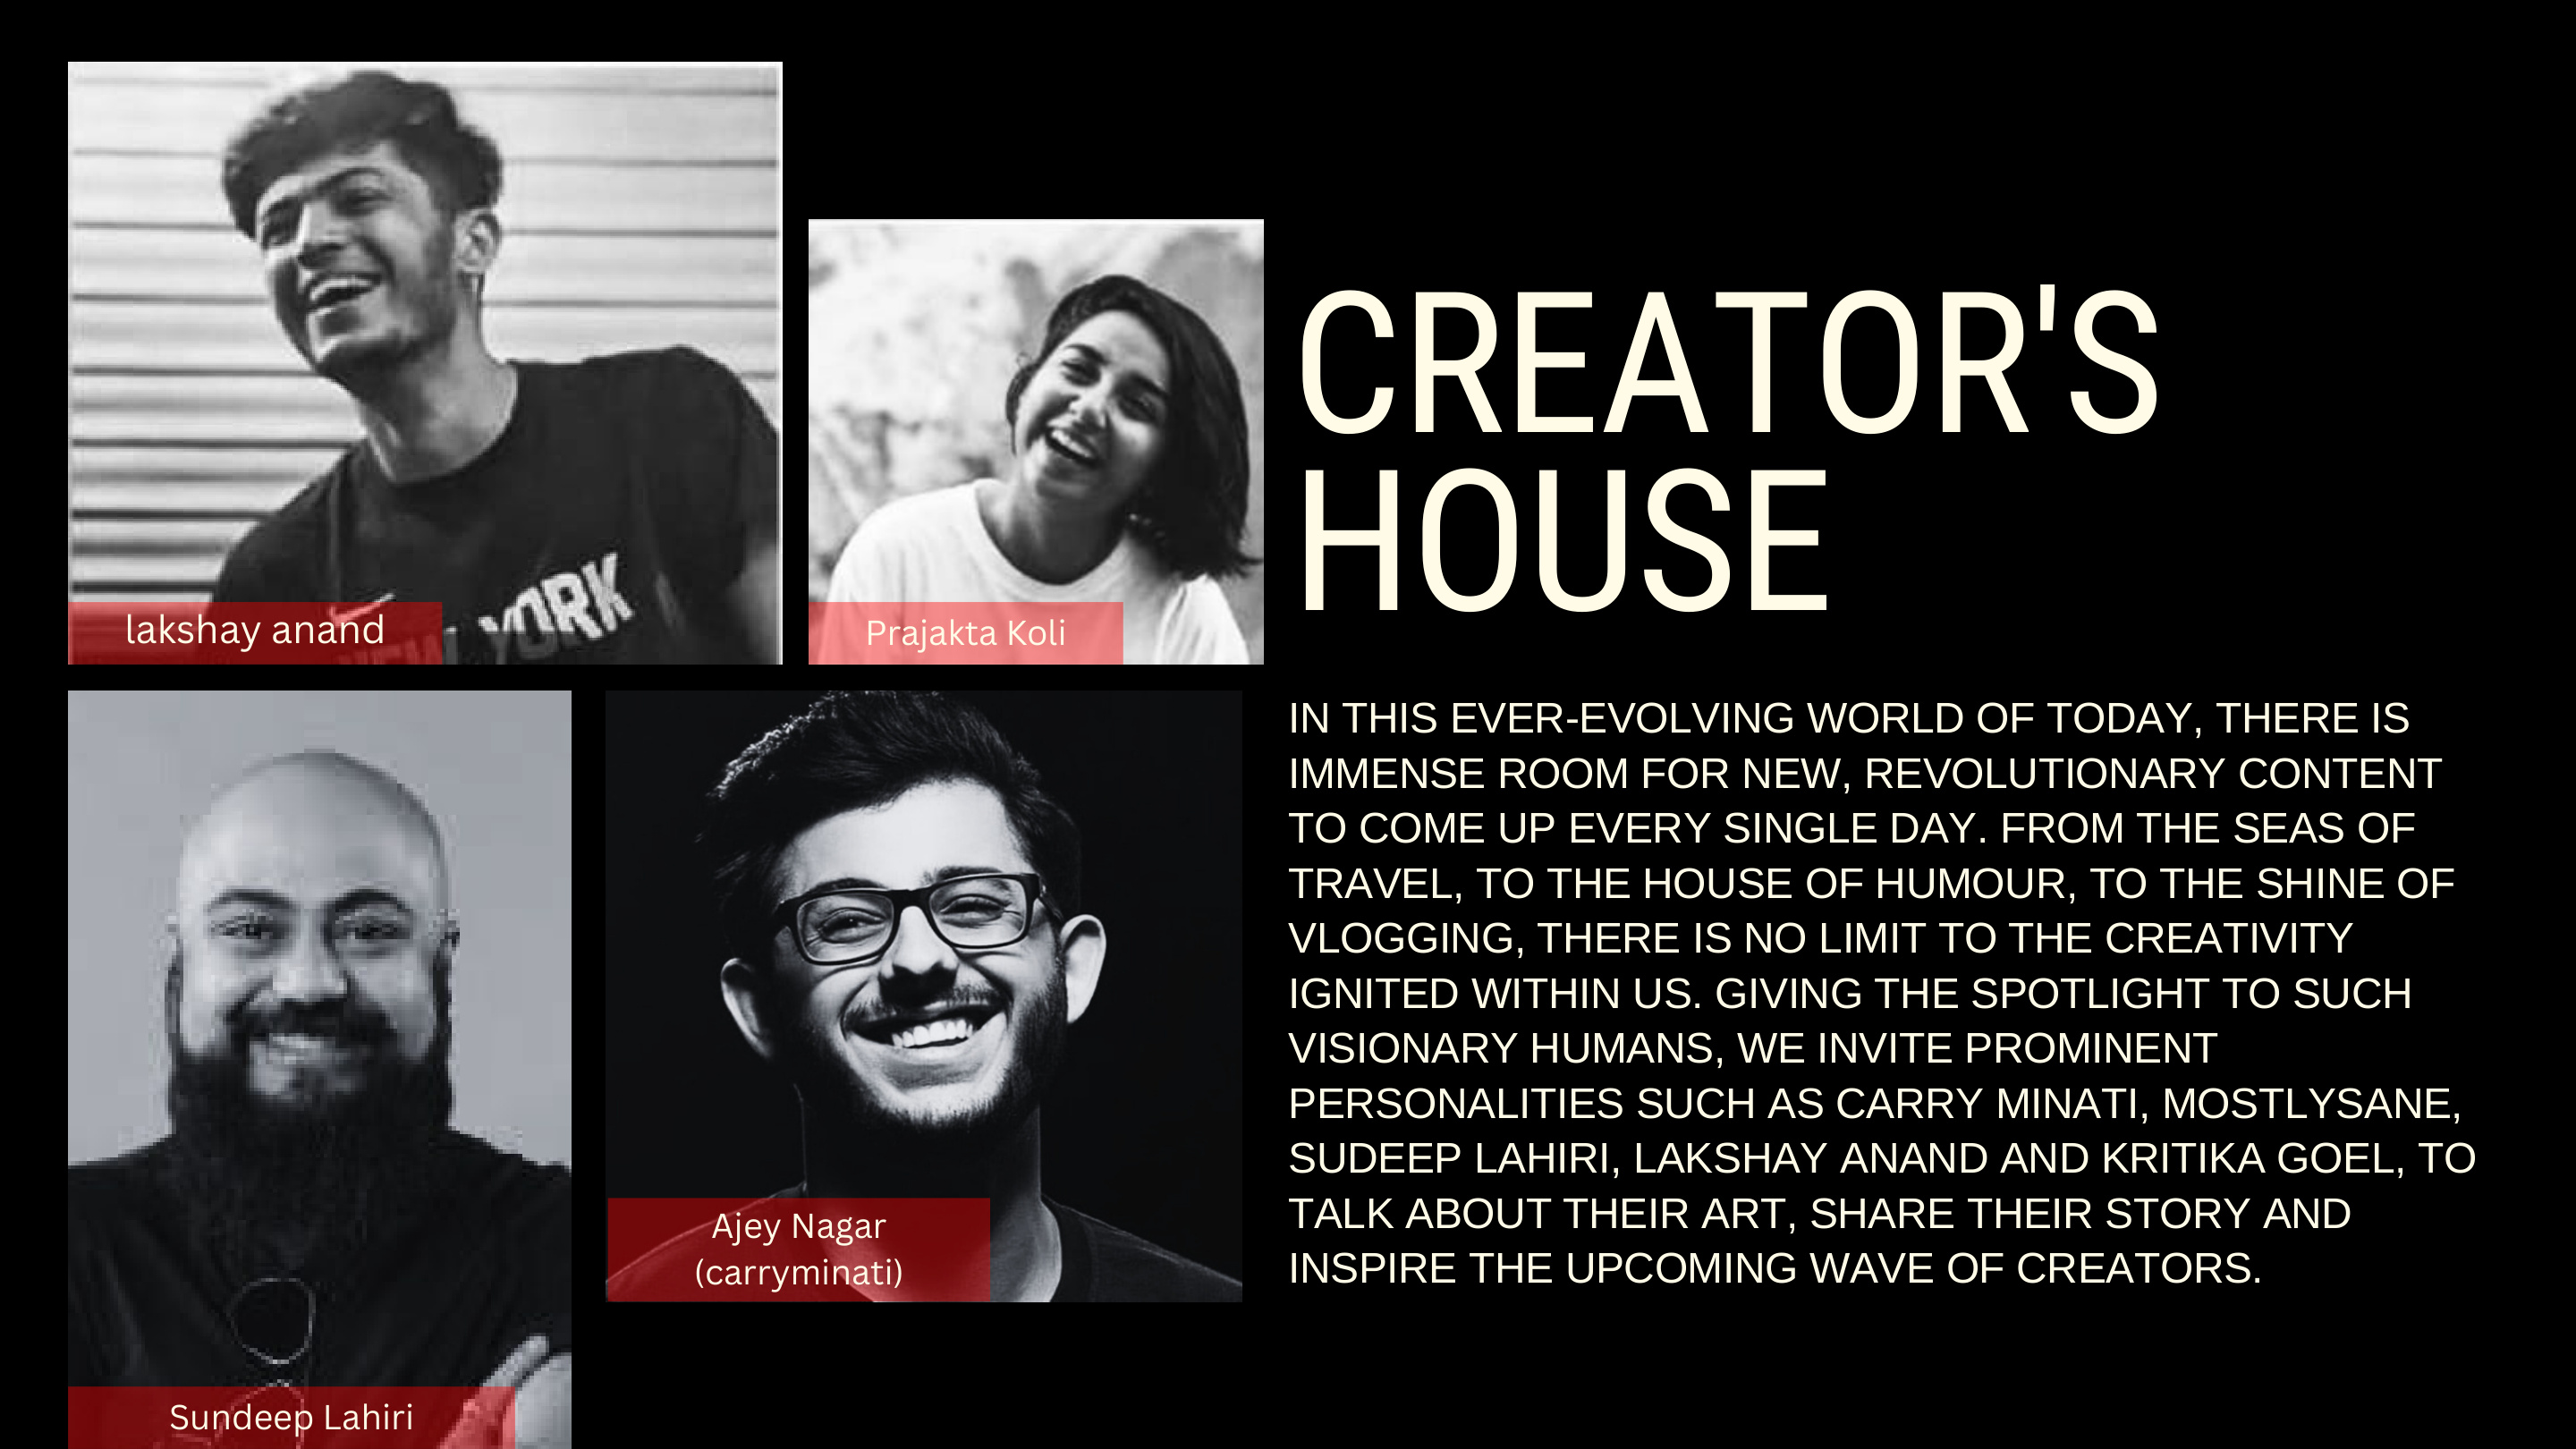 lakshay anand
NEW YORK
Prajakta Koli
CREATOR'S
HOUSE
IN THIS EVER-EVOLVING WORLD OF TODAY, THERE IS
IMMENSE ROOM FOR NEW, REVOLUTIONARY CONTENT
TO COME UP EVERY SINGLE DAY. FROM THE SEAS OF
TRAVEL, TO THE HOUSE OF HUMOUR, TO THE SHINE OF
VLOGGING, THERE IS NO LIMIT TO THE CREATIVITY
IGNITED WITHIN US. GIVING THE SPOTLIGHT TO SUCH
VISIONARY HUMANS, WE INVITE PROMINENT
PERSONALITIES SUCH AS CARRY MINATI, MOSTLYSANE,
SUDEEP LAHIRI, LAKSHAY ANAND AND KRITIKA GOEL, TO
TALK ABOUT THEIR ART, SHARE THEIR STORY AND
INSPIRE THE UPCOMING WAVE OF CREATORS.
Ajey Nagar
(carryminati)
Sundeep Lahiri